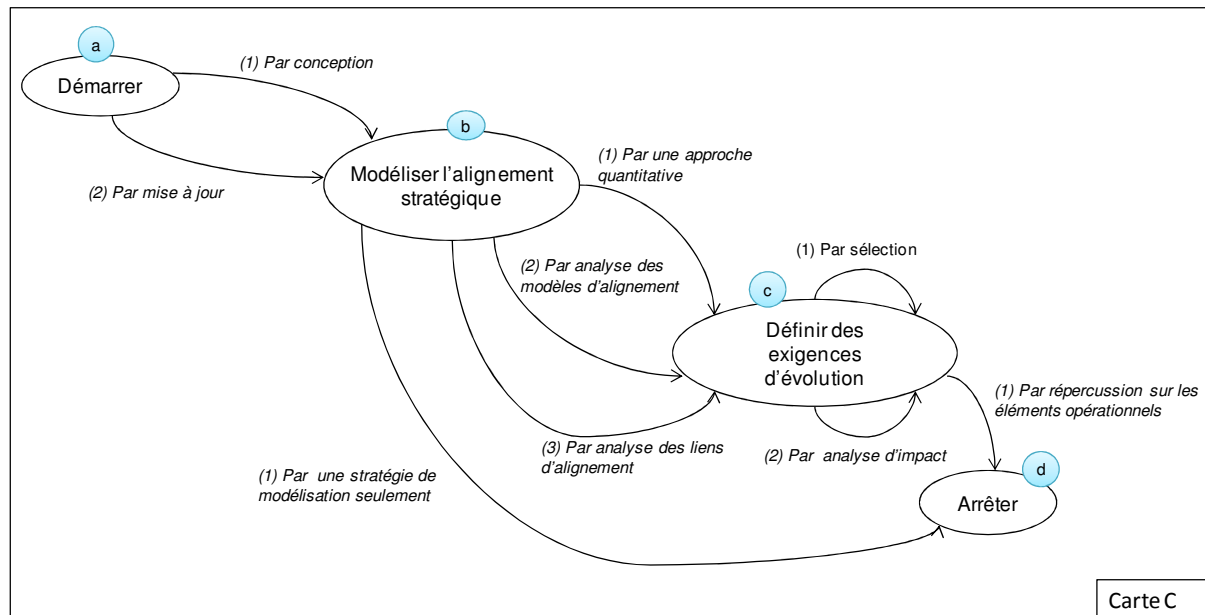 a
Démarrer
(1) Par conception
(2) Par mise à jour
b
Modéliser l'alignement
stratégique
(1) Par une approche
quantitative
(2) Par analyse des
modèles d'alignement
(1) Par sélection
c
Définir des
exigences
d'évolution
(1) Par répercussion sur les
éléments opérationnels
(3) Par analyse des liens
d'alignement
(2) Par analyse d'impact
(1) Par une stratégie de
modélisation seulement
d
Arrêter
Carte C